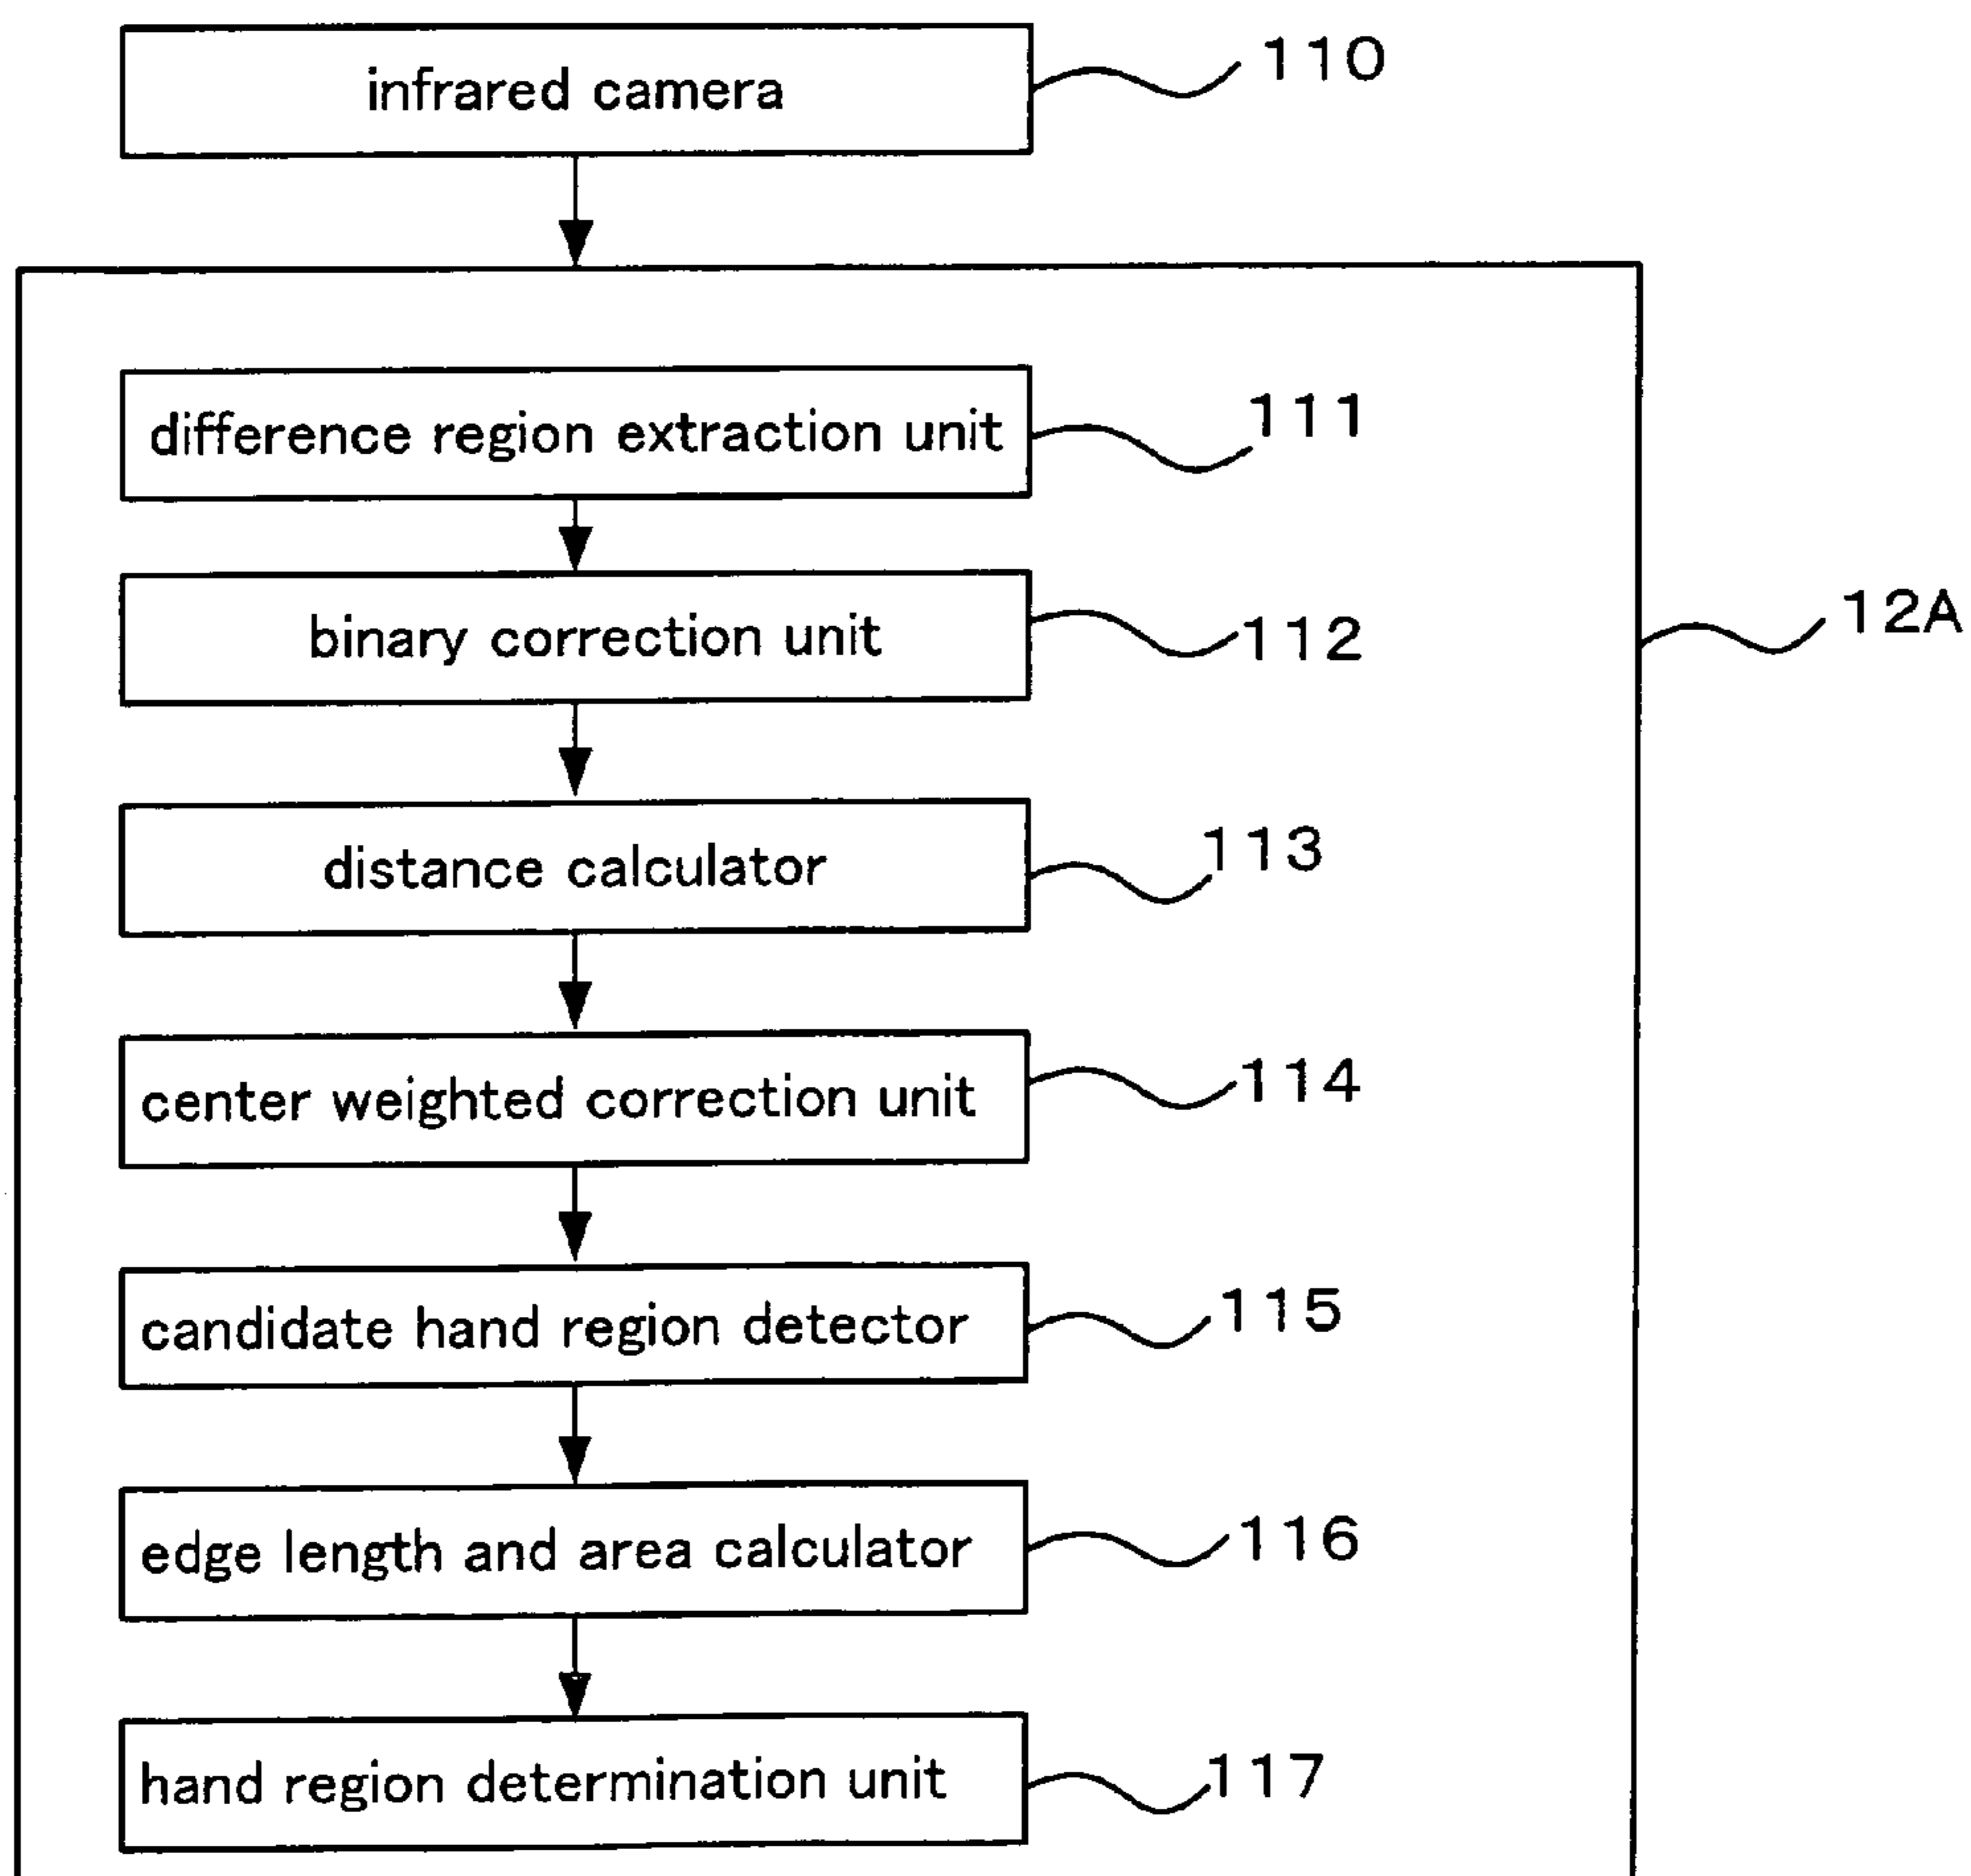 infrared camera 110
difference region extraction unit 111
binary correction unit 112
12A
distance calculator 113
center weighted correction unit 114
candidate hand region detector 115
edge length and area calculator 116
hand region determination unit 117